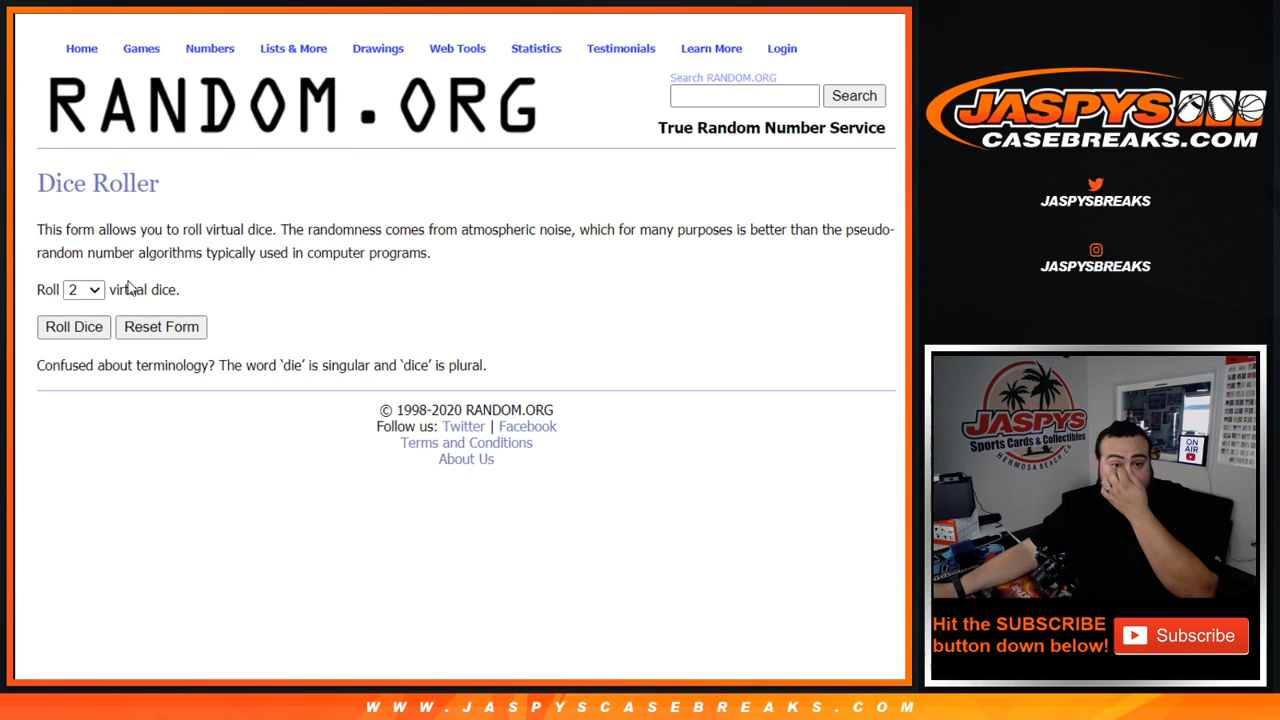 Home Games Numbers Lists & More Drawings Web Tools Statistics Testimonials Learn More Login
RANDOM.ORG
Search RANDOM.ORG
Search
True Random Number Service
Dice Roller
This form allows you to roll virtual dice. The randomness comes from atmospheric noise, which for many purposes is better than the pseudo-
random number algorithms typically used in computer programs.
Roll 2 virtual dice.
Roll Dice Reset Form
Confused about terminology? The word ‘die’ is singular and ‘dice’ is plural.
© 1998-2020 RANDOM.ORG
Follow us: Twitter | Facebook
Terms and Conditions
About Us
JASPYS
CASEBREAKS.COM
JASPYSBREAKS
JASPYSBREAKS
JASPYS
Sports Cards & Collectibles
HERMOSA BEACH, CA
ON
AIR
Hit the SUBSCRIBE
button down below!
Subscribe
WWW.JASPYSCASEBREAKS.COM